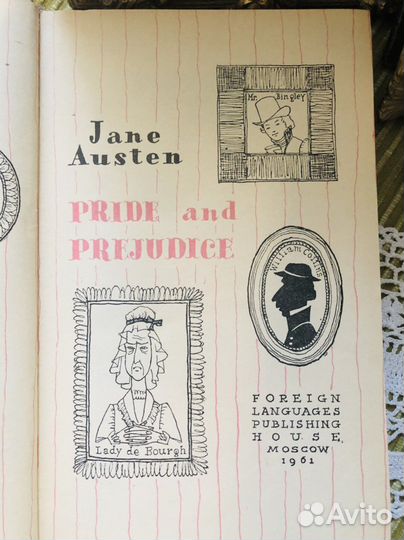 Mr. Bingley
Jane
Austen
PRIDE and
PREJUDICE
William Collins
Lady de Bourgh
FOREIGN
LANGUAGES
PUBLISHING
HOUSE
MOSCOW
1961
Avito